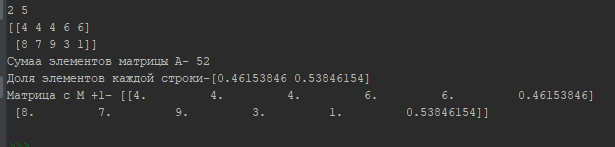 2 5
[[4 4 4 6 6]
[8 7 9 3 1]]
Сумаа элементов матрицы А- 52
Доля элементов каждой строки-[0.46153846 0.53846154]
Матрица с М +1- [[4. 4. 4. 6. 6. 0.46153846]
[8. 7. 9. 3. 1. 0.53846154]]
>>>